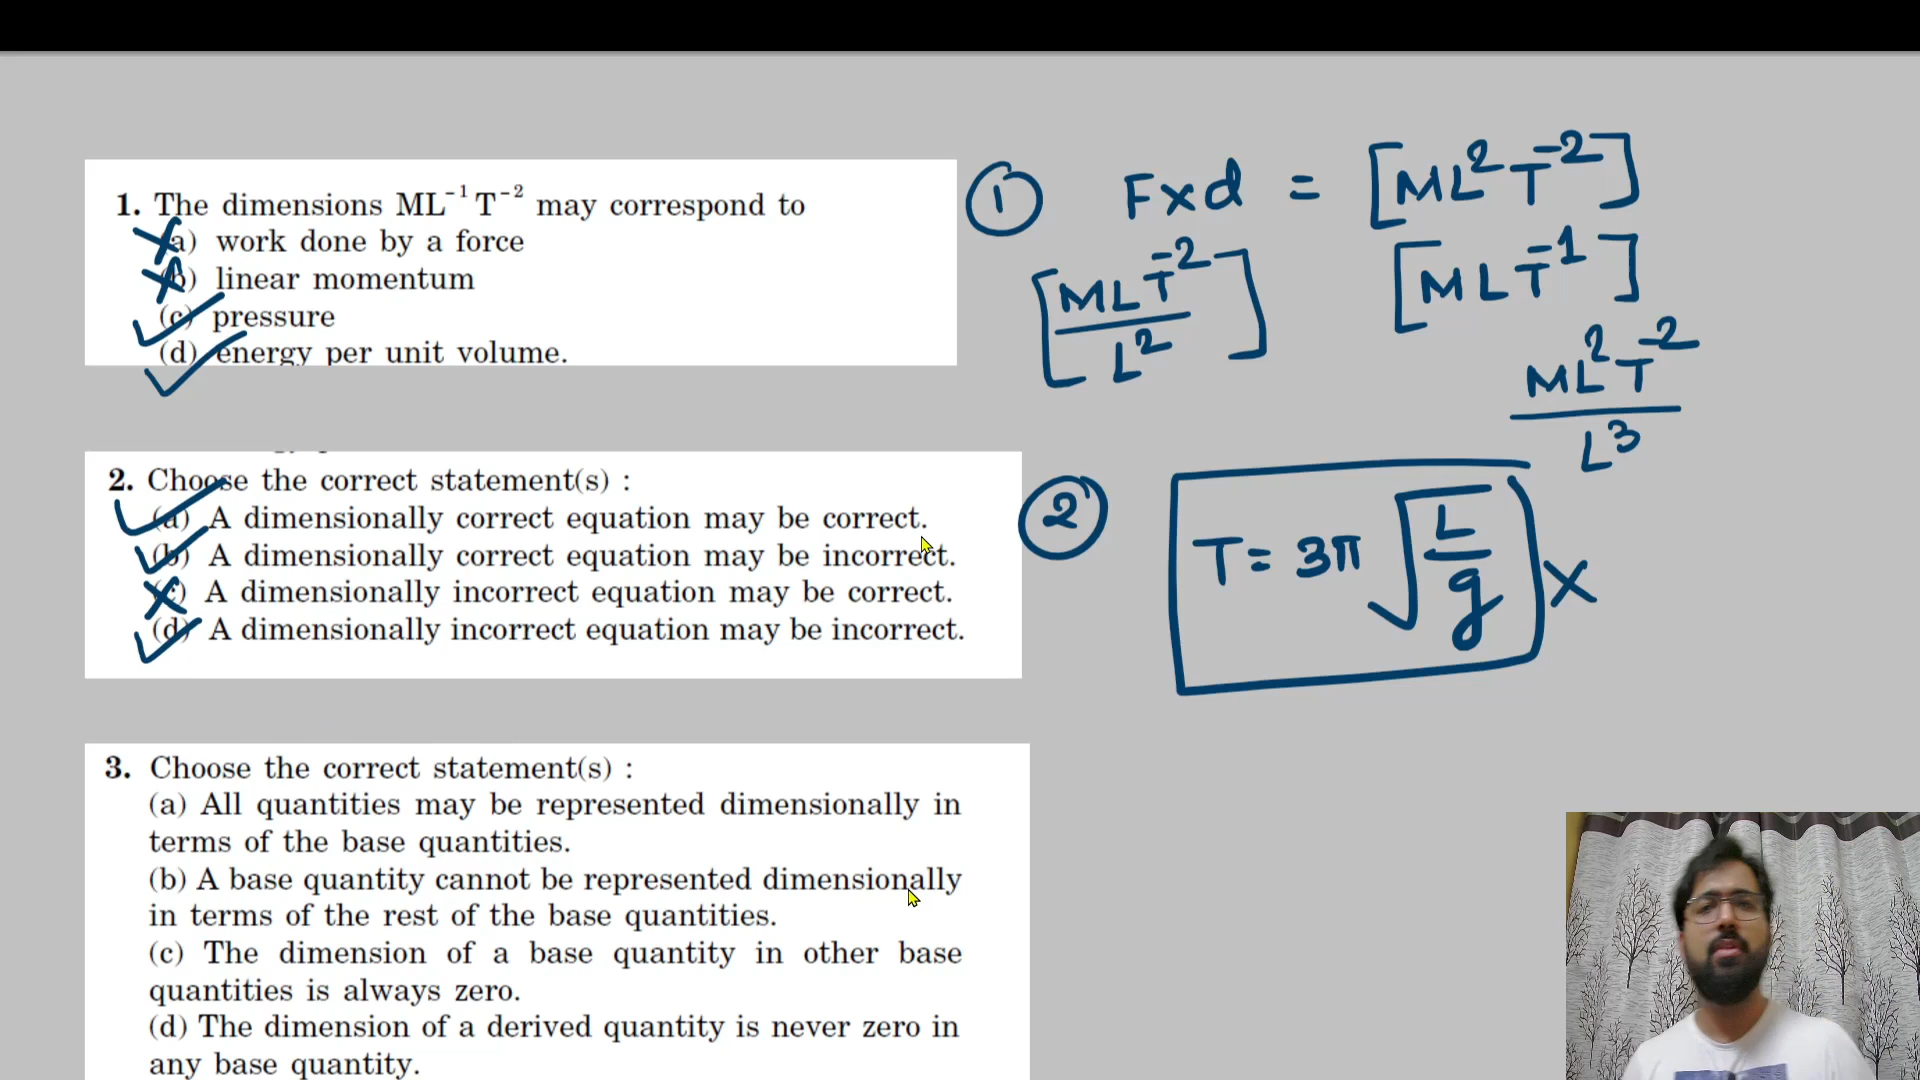 1. The dimensions ML⁻¹T⁻² may correspond to
(a) work done by a force
(b) linear momentum
(c) pressure
(d) energy per unit volume.
① F x d = [ML²T⁻²]
[MLT⁻²/L²]
[MLT⁻¹]
ML²T⁻²/L³
2. Choose the correct statement(s) :
(a) A dimensionally correct equation may be correct.
(b) A dimensionally correct equation may be incorrect.
(c) A dimensionally incorrect equation may be correct.
(d) A dimensionally incorrect equation may be incorrect.
② T = 3π √(L/g) X
3. Choose the correct statement(s) :
(a) All quantities may be represented dimensionally in
terms of the base quantities.
(b) A base quantity cannot be represented dimensionally
in terms of the rest of the base quantities.
(c) The dimension of a base quantity in other base
quantities is always zero.
(d) The dimension of a derived quantity is never zero in
any base quantity.